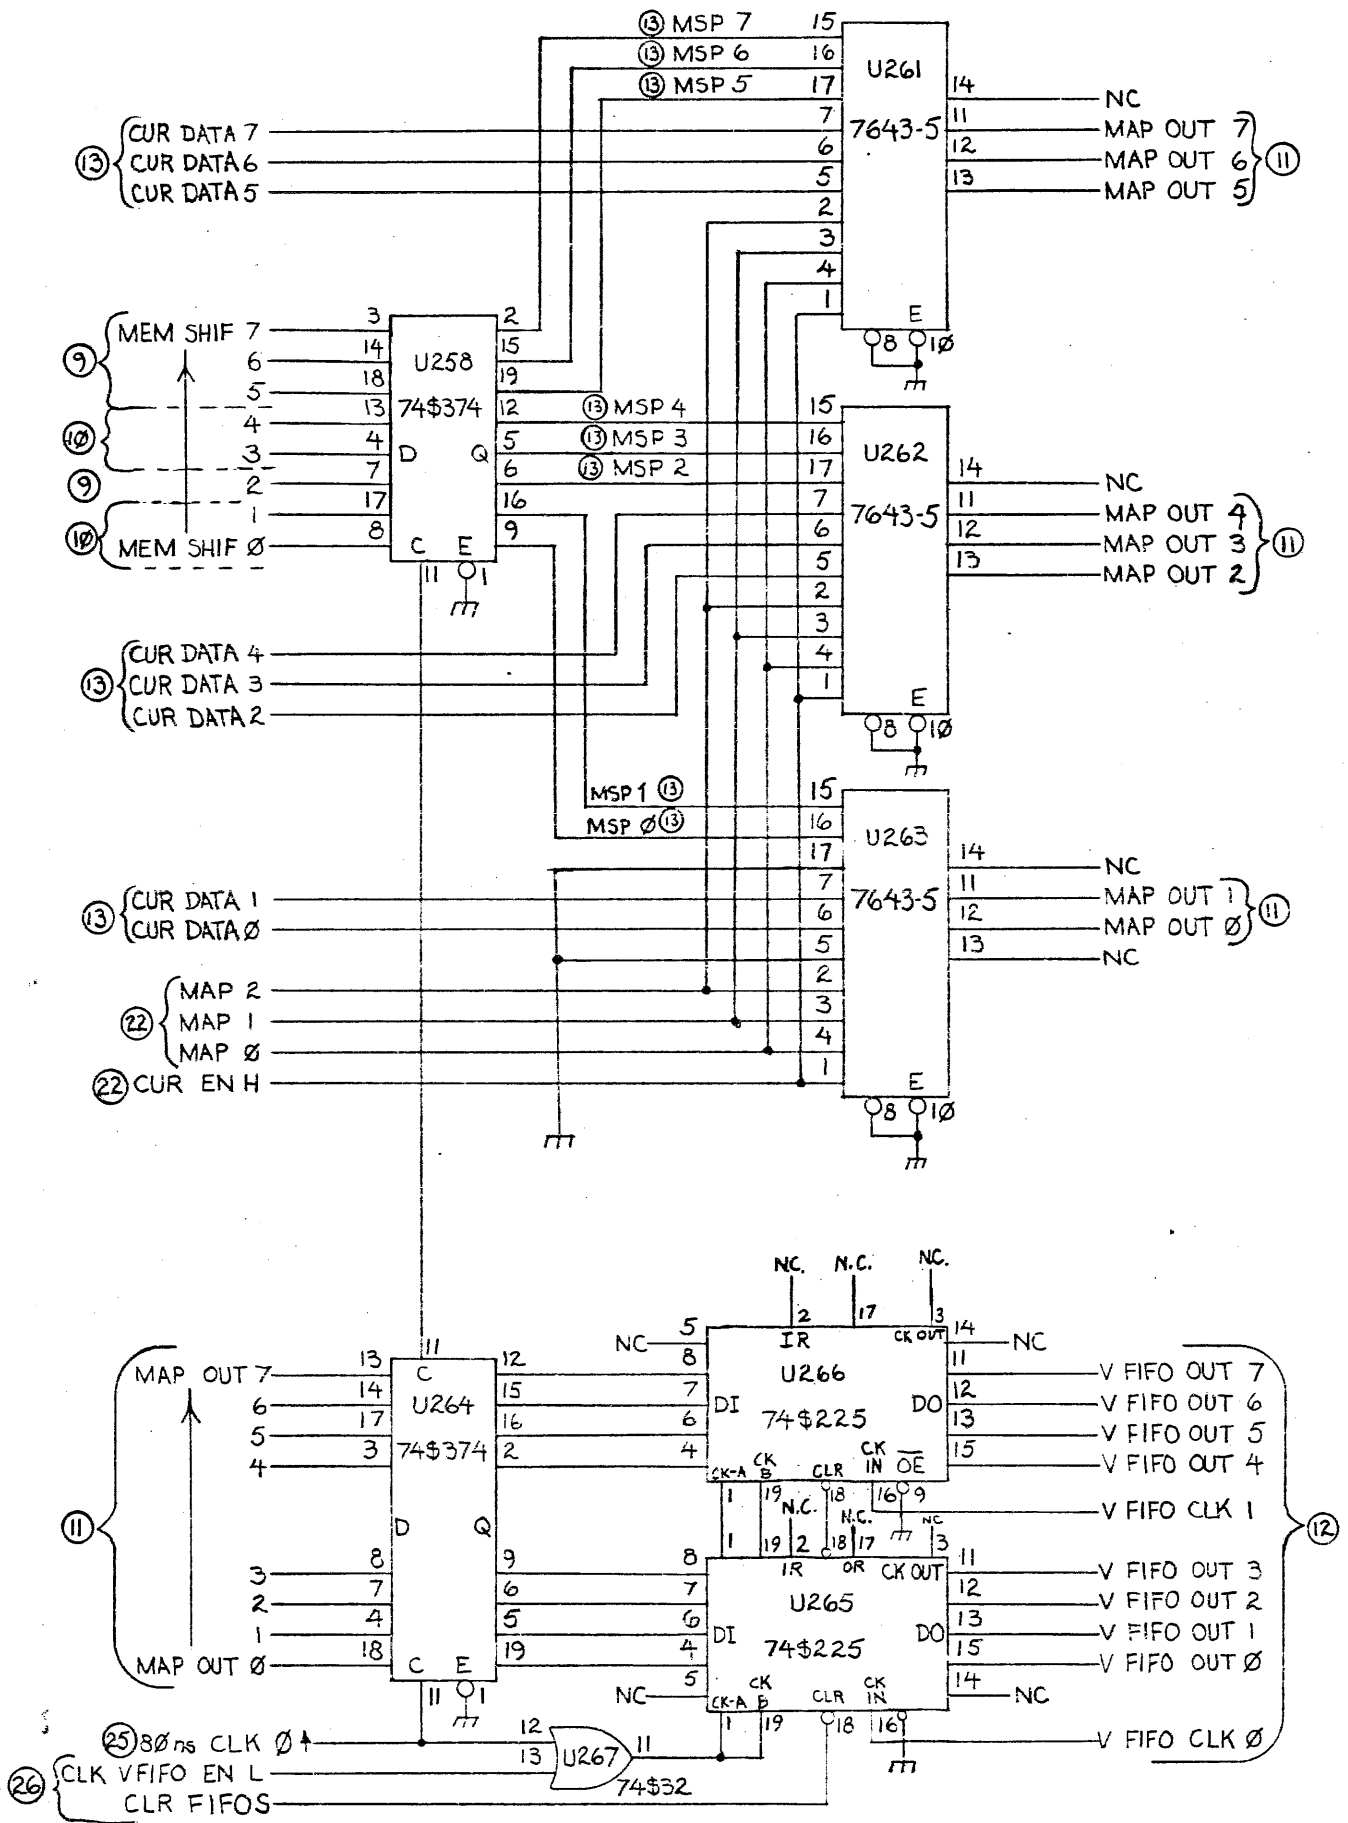 ⑬ MSP 7 15
⑬ MSP 6 16
⑬ MSP 5 17
U261
7643-5
14 NC
11 MAP OUT 7
12 MAP OUT 6
13 MAP OUT 5
⑪
⑬
CUR DATA 7 7
CUR DATA 6 6
CUR DATA 5 5
2
3
4
1
E
8 1Ø
⑨
MEM SHIF 7 3
6 14
5 18
⑩
4 13
3 4
⑨
2 7
⑩
1 17
MEM SHIF Ø 8
U258
74S374
D Q
C E
11 1
2
15
19
12 ⑬ MSP 4 15
5 ⑬ MSP 3 16
6 ⑬ MSP 2 17
16
9
U262
7643-5
7
6
5
2
3
4
1
E
8 1Ø
14 NC
11 MAP OUT 4
12 MAP OUT 3
13 MAP OUT 2
⑪
⑬
CUR DATA 4
CUR DATA 3
CUR DATA 2
MSP 1 ⑬ 15
MSP Ø ⑬ 16
17
U263
7643-5
14 NC
11 MAP OUT 1
12 MAP OUT Ø
13 NC
⑪
⑬
CUR DATA 1 7
CUR DATA Ø 6
5
㉒
MAP 2 2
MAP 1 3
MAP Ø 4
㉒ CUR EN H 1
E
8 1Ø
NC. N.C. NC.
2 17 3
IR CK OUT
NC 5
14 NC
U266
74S225
DI DO
8
7
6
4
11 V FIFO OUT 7
12 V FIFO OUT 6
13 V FIFO OUT 5
15 V FIFO OUT 4
CK-A CK B CLR CK IN OE
1 19 18 16 9
V FIFO CLK 1
⑪
MAP OUT 7 13
6 14
5 17
4 3
3 8
2 7
1 4
MAP OUT Ø 18
11
C
U264
74S374
D Q
C E
11 1
12
15
16
2
9
6
5
19
N.C. N.C. NC
1 19 2 18 17 3
IR OR CK OUT
U265
74S225
DI DO
8
7
6
4
NC 5
11 V FIFO OUT 3
12 V FIFO OUT 2
13 V FIFO OUT 1
15 V FIFO OUT Ø
14 NC
⑫
CK-A CK B CLR CK IN
1 19 18 16
V FIFO CLK Ø
㉕ 8Ø ns CLK Ø 12
㉖
CLK VFIFO EN L 13
CLR FIFOS
U267
11
74S32